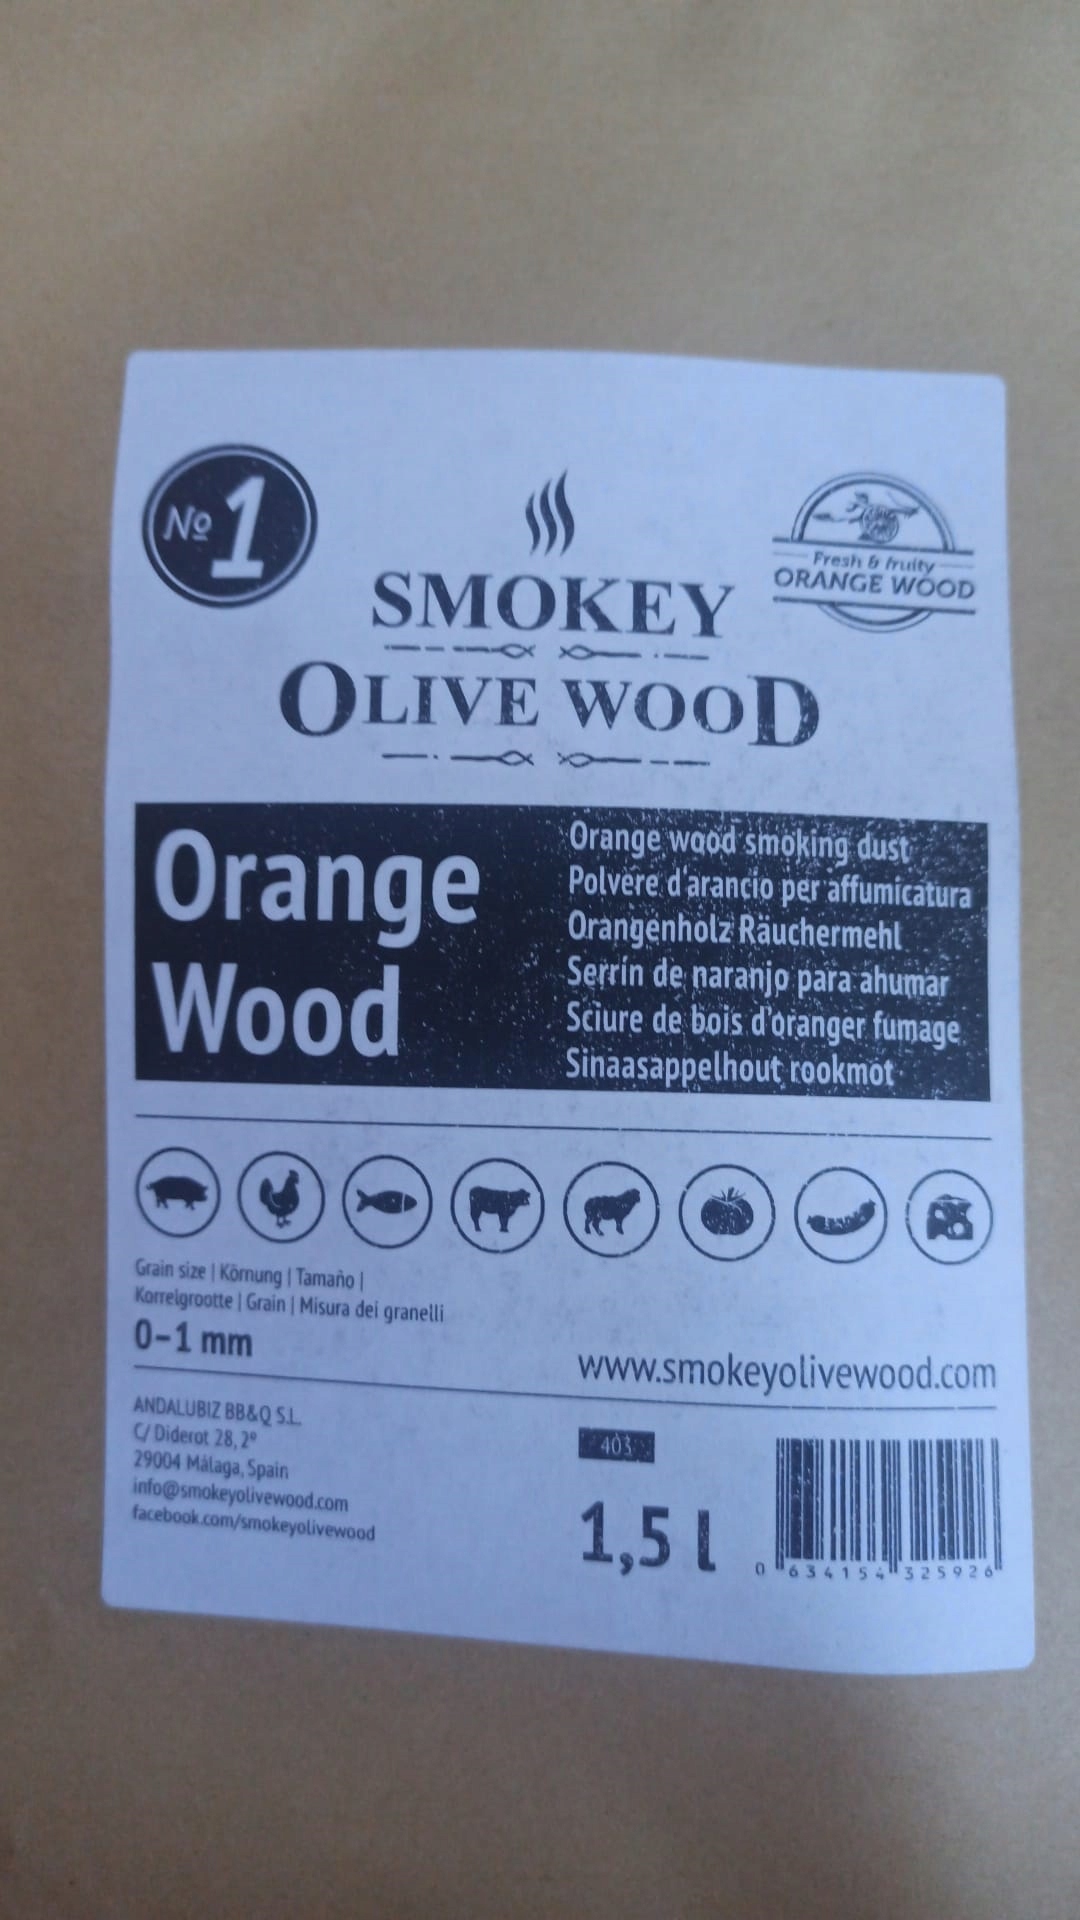 Nº 1
SMOKEY
OLIVE WOOD
Fresh & fruity
ORANGE WOOD
Orange
Wood
Orange wood smoking dust
Polvere d'arancio per affumicatura
Orangenholz Räuchermehl
Serrín de naranjo para ahumar
Sciure de bois d'oranger fumage
Sinaasappelhout rookmot
Grain size | Körnung | Tamaño |
Korrelgrootte | Grain | Misura dei granelli
0–1 mm
www.smokeyolivewood.com
ANDALUBIZ BB&Q S.L.
C/ Diderot 28, 2º
29004 Málaga, Spain
info@smokeyolivewood.com
facebook.com/smokeyolivewood
403
1,5 l
0 634154 325926